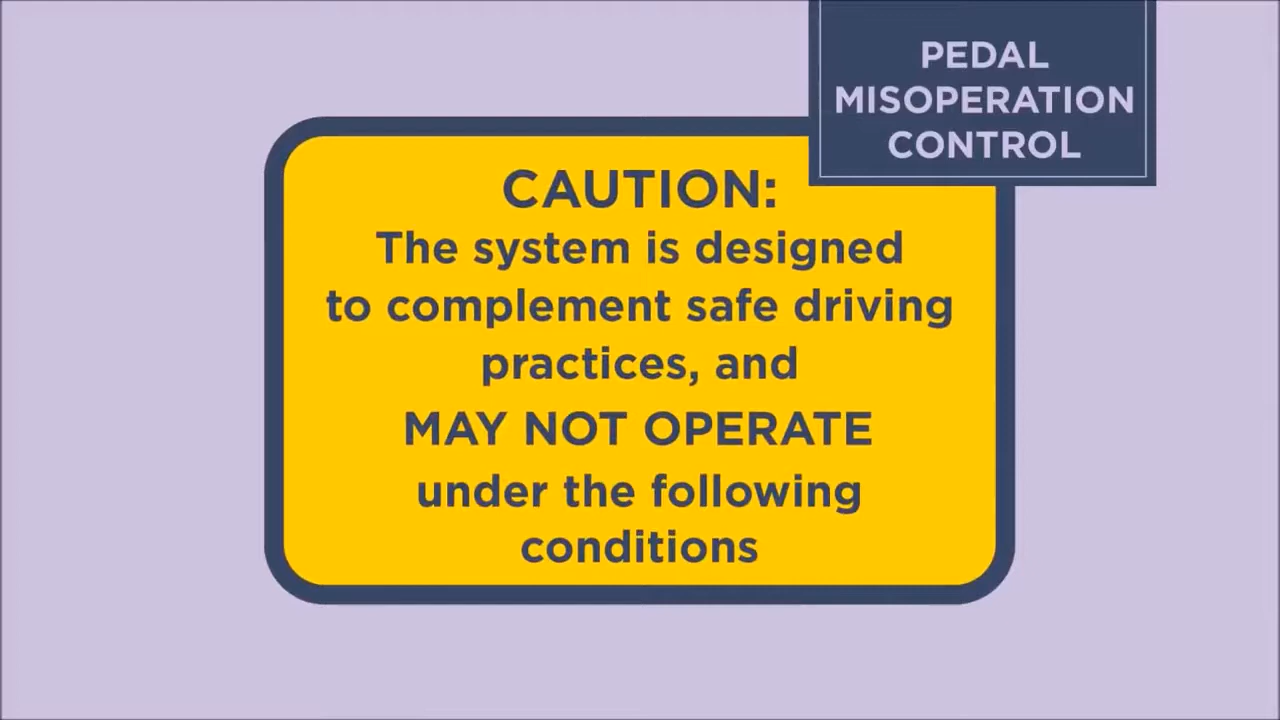 PEDAL
MISOPERATION
CONTROL
CAUTION:
The system is designed
to complement safe driving
practices, and
MAY NOT OPERATE
under the following
conditions